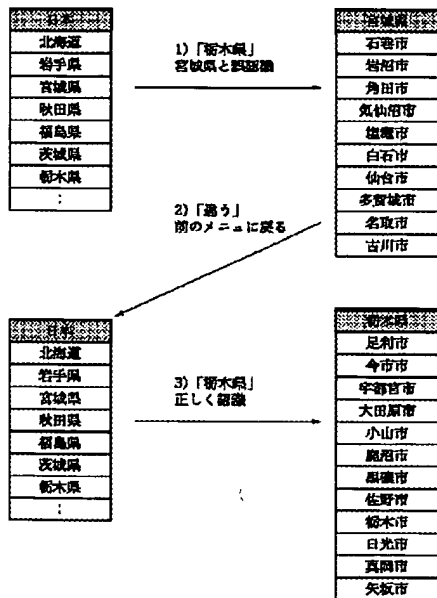 日本
北海道
岩手県
宮城県
秋田県
福島県
茨城県
栃木県
:
1)「栃木県」
宮城県と誤認識
宮城県
石巻市
岩沼市
角田市
気仙沼市
塩竈市
白石市
仙台市
多賀城市
名取市
古川市
2)「違う」
前のメニュに戻る
日本
北海道
岩手県
宮城県
秋田県
福島県
茨城県
栃木県
:
3)「栃木県」
正しく認識
栃木県
足利市
今市市
宇都宮市
大田原市
小山市
鹿沼市
黒磯市
佐野市
栃木市
日光市
真岡市
矢板市